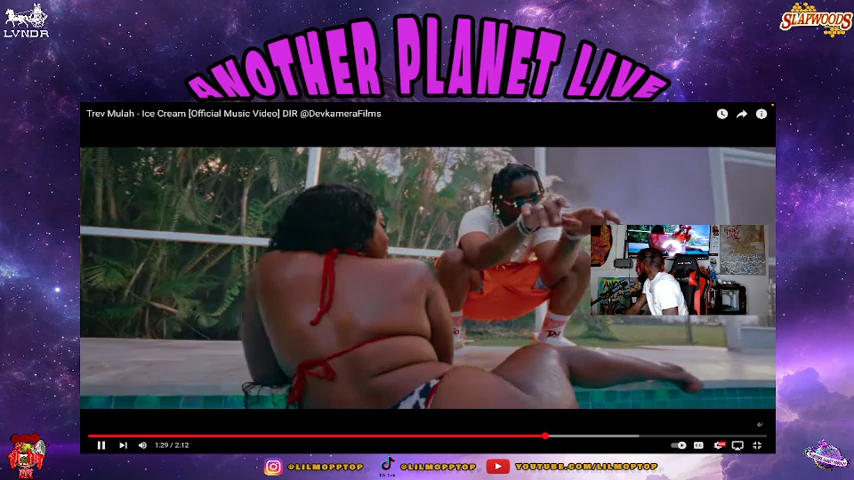 LVNDR
ANOTHER PLANET LIVE
SLAPWOODS
Trev Mulah - Ice Cream [Official Music Video] DIR @DevkameraFilms
1:29 / 2:12
@LILMOPPTOP
@LILMOPPTOP
YOUTUBE.COM/LILMOPTOP